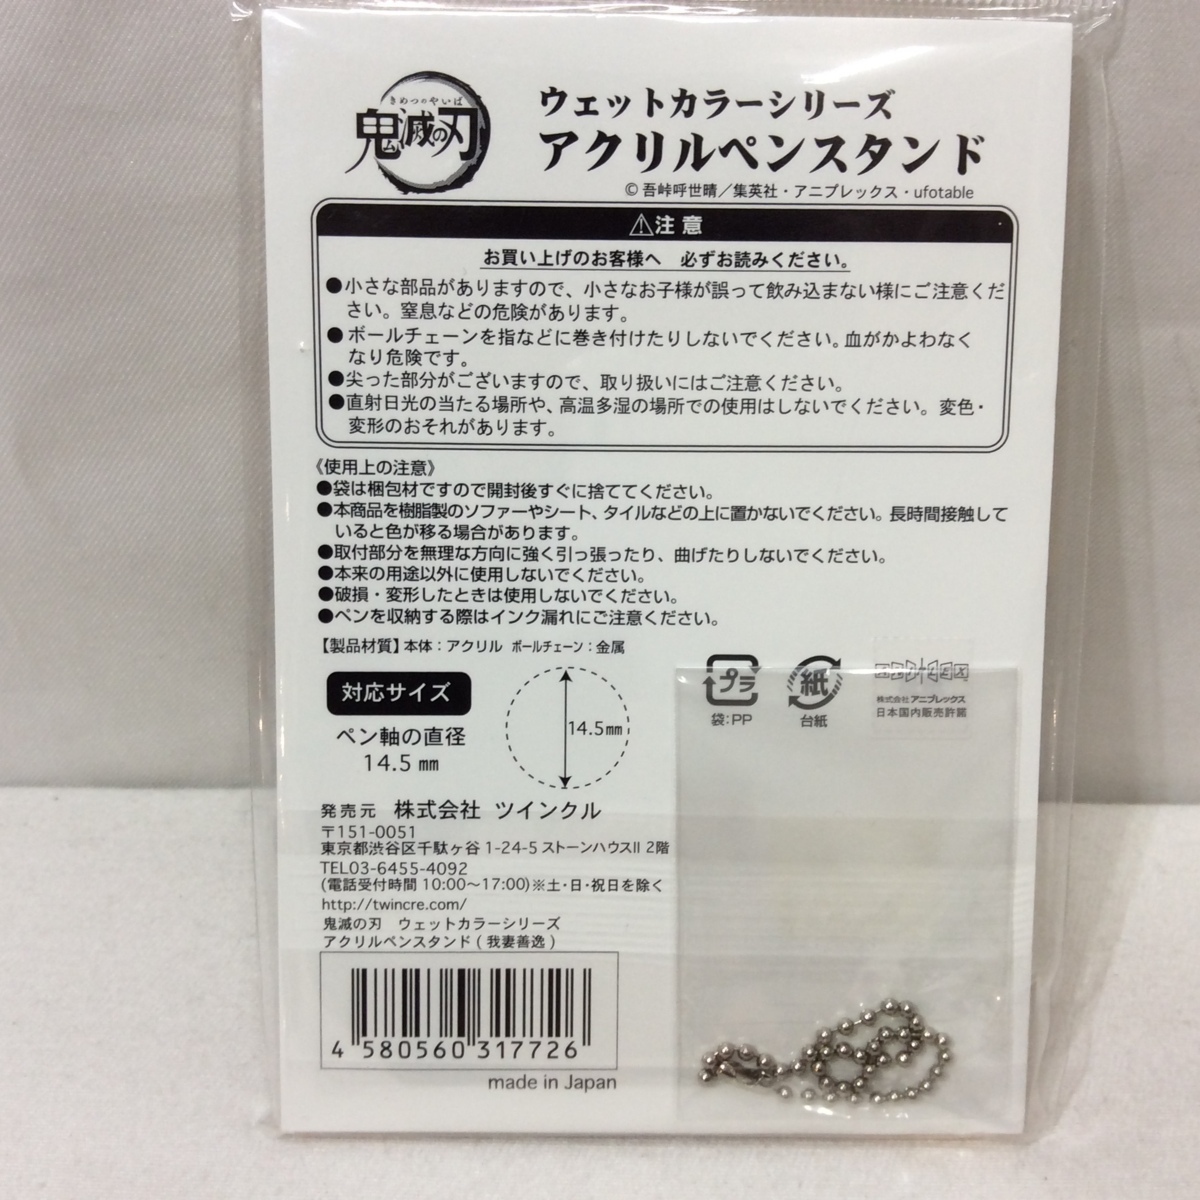 きめつのやいば
鬼滅の刃
ウェットカラーシリーズ
アクリルペンスタンド
© 吾峠呼世晴／集英社・アニプレックス・ufotable
⚠注意
お買い上げのお客様へ　必ずお読みください。
●小さな部品がありますので、小さなお子様が誤って飲み込まない様にご注意くだ
さい。窒息などの危険があります。
●ボールチェーンを指などに巻き付けたりしないでください。血がかよわなく
なり危険です。
●尖った部分がございますので、取り扱いにはご注意ください。
●直射日光の当たる場所や、高温多湿の場所での使用はしないでください。変色・
変形のおそれがあります。
《使用上の注意》
●袋は梱包材ですので開封後すぐに捨ててください。
●本商品を樹脂製のソファーやシート、タイルなどの上に置かないでください。長時間接触して
いると色が移る場合があります。
●取付部分を無理な方向に強く引っ張ったり、曲げたりしないでください。
●本来の用途以外に使用しないでください。
●破損・変形したときは使用しないでください。
●ペンを収納する際はインク漏れにご注意ください。
【製品材質】本体：アクリル ボールチェーン：金属
対応サイズ
ペン軸の直径
14.5㎜
14.5㎜
プラ
袋:PP
紙
台紙
株式会社アニプレックス
日本国内販売許諾
発売元　株式会社 ツインクル
〒151-0051
東京都渋谷区千駄ヶ谷 1-24-5 ストーンハウスII 2階
TEL03-6455-4092
(電話受付時間 10:00〜17:00)※土・日・祝日を除く
http://twincre.com/
鬼滅の刃　ウェットカラーシリーズ
アクリルペンスタンド(我妻善逸)
4 580560 317726
made in Japan